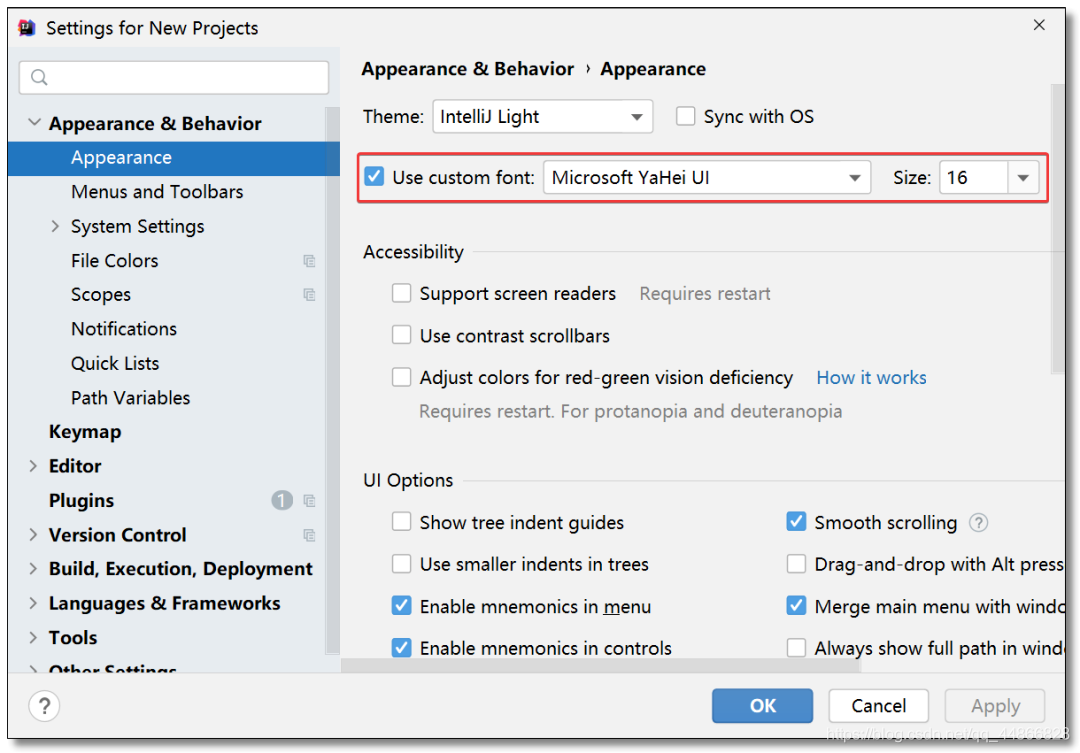 Settings for New Projects
Appearance & Behavior › Appearance
Theme: IntelliJ Light Sync with OS
Use custom font: Microsoft YaHei UI Size: 16
Appearance & Behavior
Appearance
Menus and Toolbars
System Settings
File Colors
Scopes
Notifications
Quick Lists
Path Variables
Keymap
Editor
Plugins 1
Version Control
Build, Execution, Deployment
Languages & Frameworks
Tools
Other Settings
Accessibility
Support screen readers Requires restart
Use contrast scrollbars
Adjust colors for red-green vision deficiency How it works
Requires restart. For protanopia and deuteranopia
UI Options
Show tree indent guides Smooth scrolling ?
Use smaller indents in trees Drag-and-drop with Alt press
Enable mnemonics in menu Merge main menu with windo
Enable mnemonics in controls Always show full path in wind
? OK Cancel Apply
https://blog.csdn.net/qq_44866828